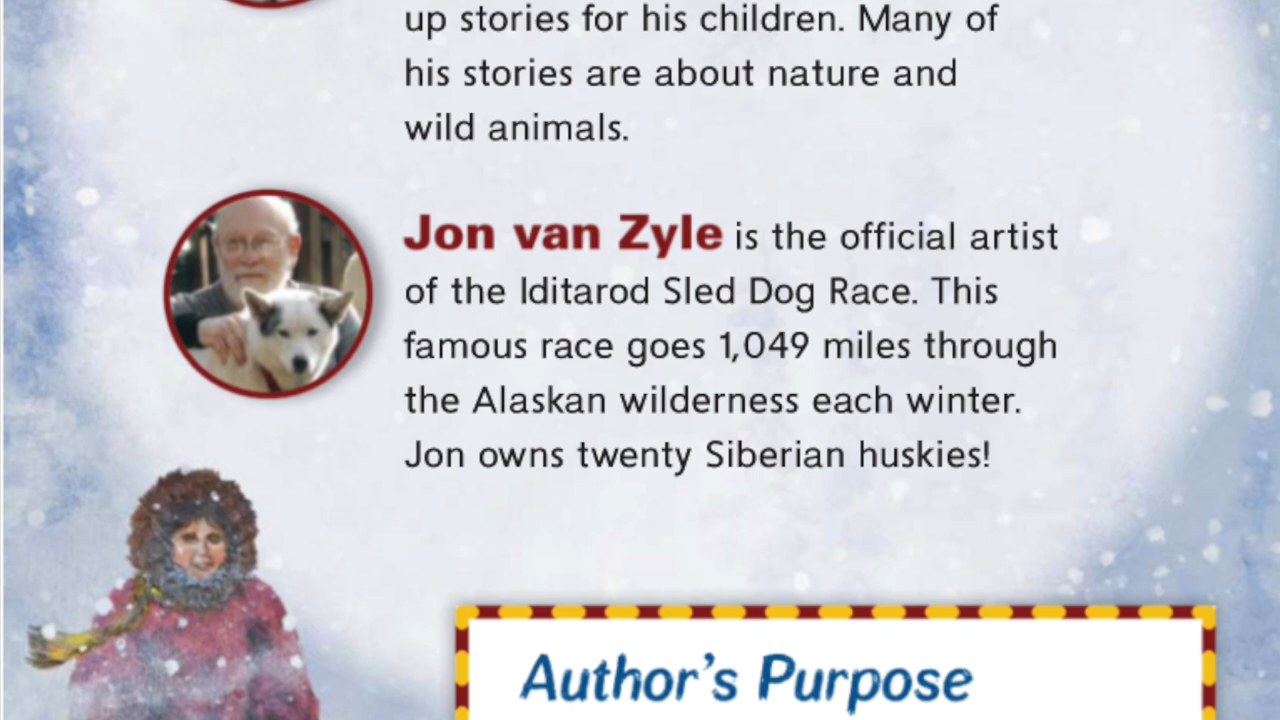 up stories for his children. Many of
his stories are about nature and
wild animals.
Jon van Zyle is the official artist
of the Iditarod Sled Dog Race. This
famous race goes 1,049 miles through
the Alaskan wilderness each winter.
Jon owns twenty Siberian huskies!
Author's Purpose